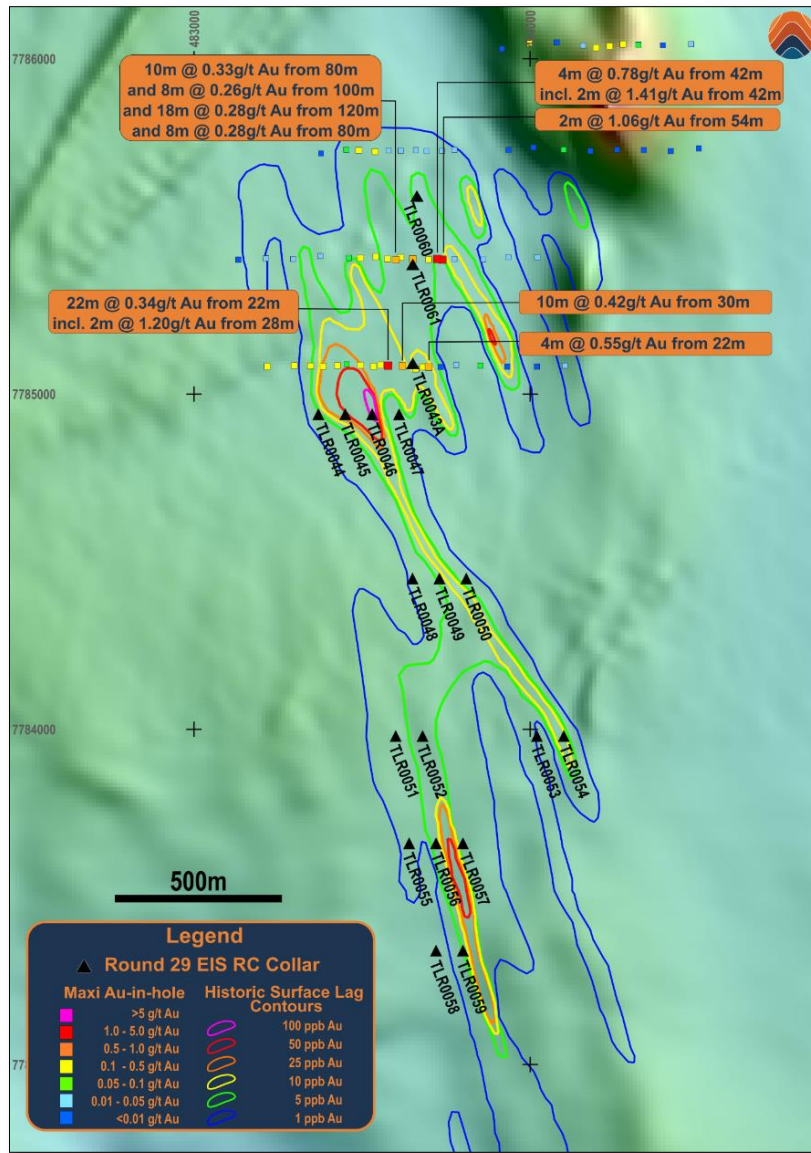 483000
000
7786000
10m @ 0.33g/t Au from 80m
and 8m @ 0.26g/t Au from 100m
and 18m @ 0.28g/t Au from 120m
and 8m @ 0.28g/t Au from 80m
4m @ 0.78g/t Au from 42m
incl. 2m @ 1.41g/t Au from 42m
2m @ 1.06g/t Au from 54m
TLR0060
TLR0061
22m @ 0.34g/t Au from 22m
incl. 2m @ 1.20g/t Au from 28m
10m @ 0.42g/t Au from 30m
4m @ 0.55g/t Au from 22m
7785000
TLR0043A
TLR0044
TLR0045
TLR0046
TLR0047
TLR0048
TLR0049
TLR0050
7784000
TLR0051
TLR0052
TLR0053
TLR0054
TLR0055
TLR0056
TLR0057
500m
TLR0058
TLR0059
Legend
Round 29 EIS RC Collar
Maxi Au-in-hole
>5 g/t Au
1.0 - 5.0 g/t Au
0.5 - 1.0 g/t Au
0.1 - 0.5 g/t Au
0.05 - 0.1 g/t Au
0.01 - 0.05 g/t Au
<0.01 g/t Au
Historic Surface Lag
Contours
100 ppb Au
50 ppb Au
25 ppb Au
10 ppb Au
5 ppb Au
1 ppb Au